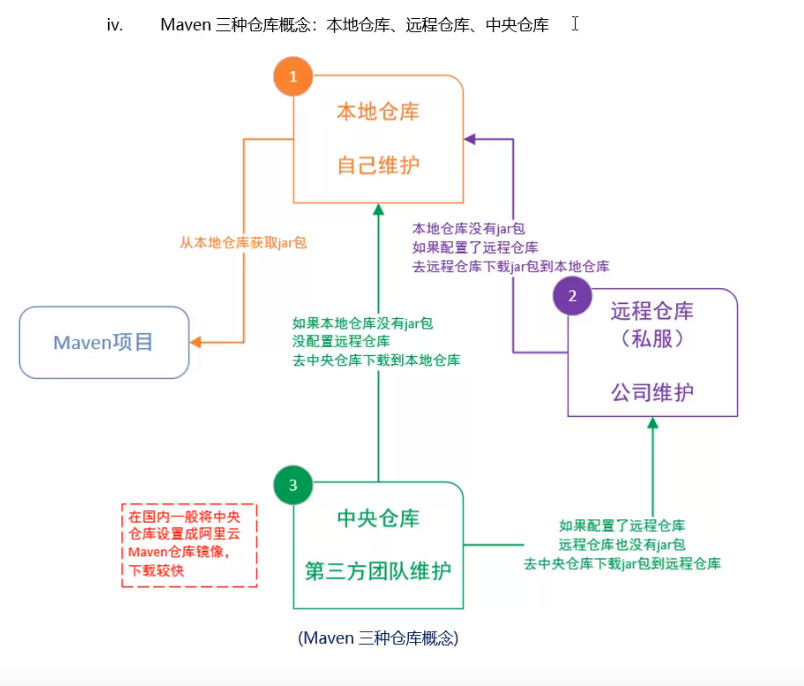 iv. Maven 三种仓库概念：本地仓库、远程仓库、中央仓库
1
本地仓库
自己维护
从本地仓库获取jar包
本地仓库没有jar包
如果配置了远程仓库
去远程仓库下载jar包到本地仓库
2
远程仓库
（私服）
公司维护
Maven项目
如果本地仓库没有jar包
没配置远程仓库
去中央仓库下载到本地仓库
3
中央仓库
第三方团队维护
在国内一般将中央
仓库设置成阿里云
Maven仓库镜像，
下载较快
如果配置了远程仓库
远程仓库也没有jar包
去中央仓库下载jar包到远程仓库
(Maven 三种仓库概念)